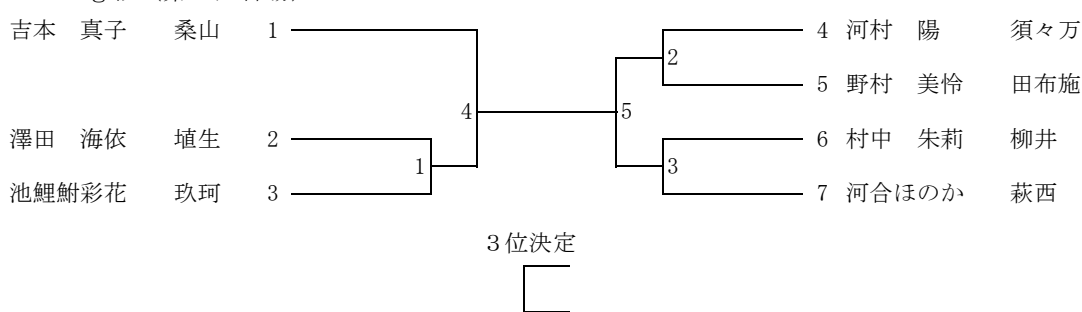 吉本　真子　　桑山　1
4　河村　陽　　須々万
2
5　野村　美怜　　田布施
4
5
澤田　海依　　埴生　2
6　村中　朱莉　　柳井
1
3
池鯉鮒彩花　　玖珂　3
7　河合ほのか　　萩西
３位決定